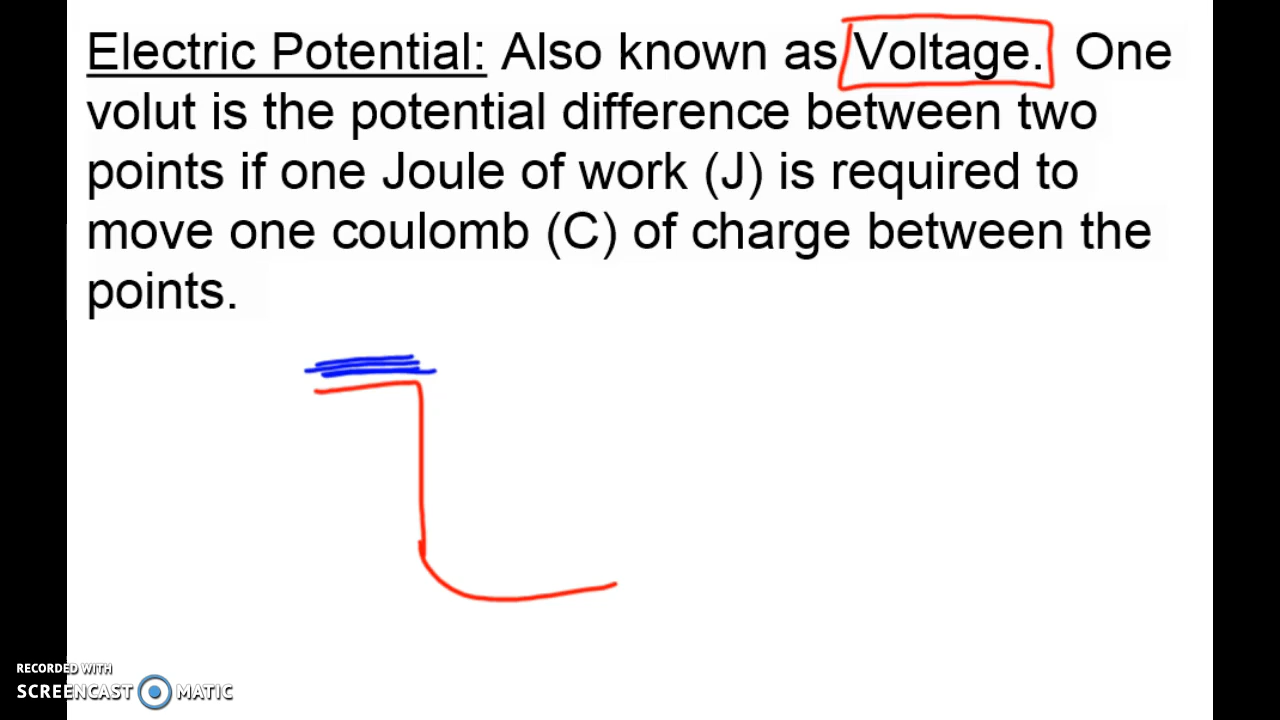 Electric Potential: Also known as Voltage. One
volut is the potential difference between two
points if one Joule of work (J) is required to
move one coulomb (C) of charge between the
points.
RECORDED WITH
SCREENCAST MATIC